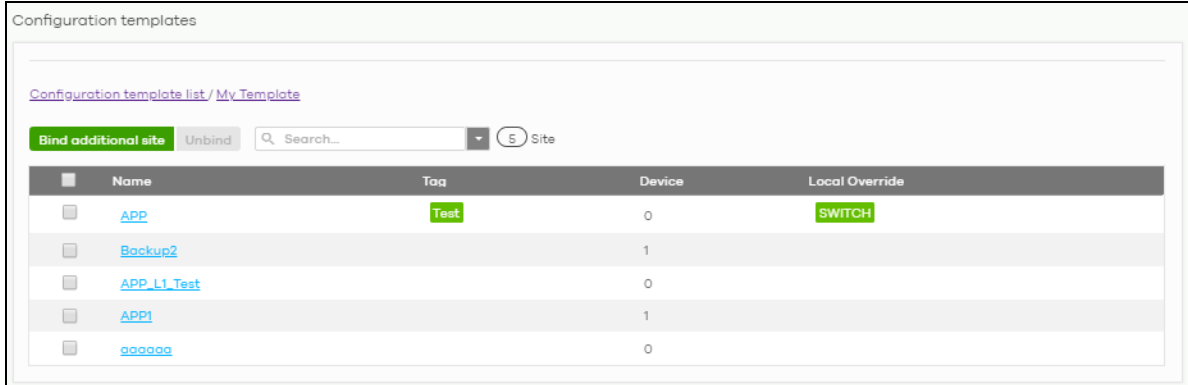 Configuration templates
Configuration template list / My Template
Bind additional site Unbind Search... 5 Site
Name Tag Device Local Override
APP Test 0 SWITCH
Backup2 1
APP_L1_Test 0
APP1 1
aaaaaa 0